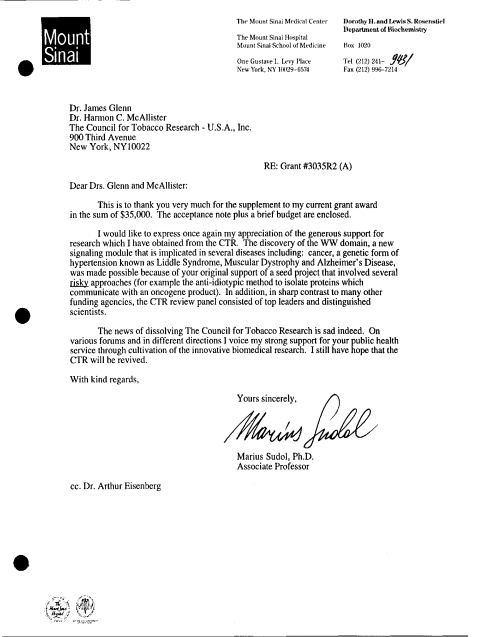 Mount
Sinai
The Mount Sinai Medical Center
The Mount Sinai Hospital
Mount Sinai School of Medicine
One Gustave L. Levy Place
New York, NY 10029-6574
Dorothy H. and Lewis S. Rosenstiel
Department of Biochemistry
Box 1020
Tel (212) 241- 9431
Fax (212) 996-7214
Dr. James Glenn
Dr. Harmon C. McAllister
The Council for Tobacco Research - U.S.A., Inc.
900 Third Avenue
New York, NY10022
RE: Grant #3035R2 (A)
Dear Drs. Glenn and McAllister:
This is to thank you very much for the supplement to my current grant award
in the sum of $35,000. The acceptance note plus a brief budget are enclosed.
I would like to express once again my appreciation of the generous support for
research which I have obtained from the CTR. The discovery of the WW domain, a new
signaling module that is implicated in several diseases including: cancer, a genetic form of
hypertension known as Liddle Syndrome, Muscular Dystrophy and Alzheimer's Disease,
was made possible because of your original support of a seed project that involved several
risky approaches (for example the anti-idiotypic method to isolate proteins which
communicate with an oncogene product). In addition, in sharp contrast to many other
funding agencies, the CTR review panel consisted of top leaders and distinguished
scientists.
The news of dissolving The Council for Tobacco Research is sad indeed. On
various forums and in different directions I voice my strong support for your public health
service through cultivation of the innovative biomedical research. I still have hope that the
CTR will be revived.
With kind regards,
Yours sincerely,
Marius Sudol
Marius Sudol, Ph.D.
Associate Professor
cc. Dr. Arthur Eisenberg